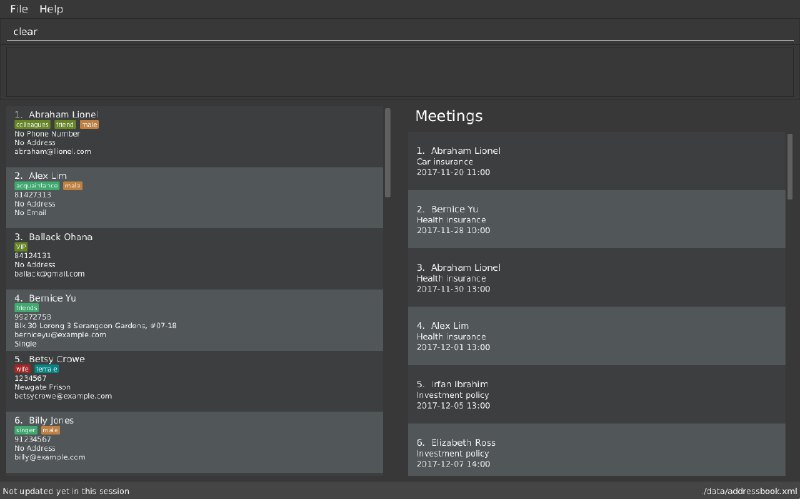 File Help
clear
1. Abraham Lionel
colleagues friend male
No Phone Number
No Address
abraham@lionel.com
2. Alex Lim
acquaintance male
81427313
No Address
No Email
3. Ballack Ohana
VIP
84124131
No Address
ballack@gmail.com
4. Bernice Yu
friends
99272758
Blk 30 Lorong 3 Serangoon Gardens, #07-18
berniceyu@example.com
Single
5. Betsy Crowe
wife female
1234567
Newgate Prison
betsycrowe@example.com
6. Billy Jones
singer male
91234567
No Address
billy@example.com
Meetings
1. Abraham Lionel
Car insurance
2017-11-20 11:00
2. Bernice Yu
Health insurance
2017-11-28 10:00
3. Abraham Lionel
Health insurance
2017-11-30 13:00
4. Alex Lim
Health insurance
2017-12-01 13:00
5. Irfan Ibrahim
Investment policy
2017-12-05 13:00
6. Elizabeth Ross
Investment policy
2017-12-07 14:00
Not updated yet in this session
/data/addressbook.xml